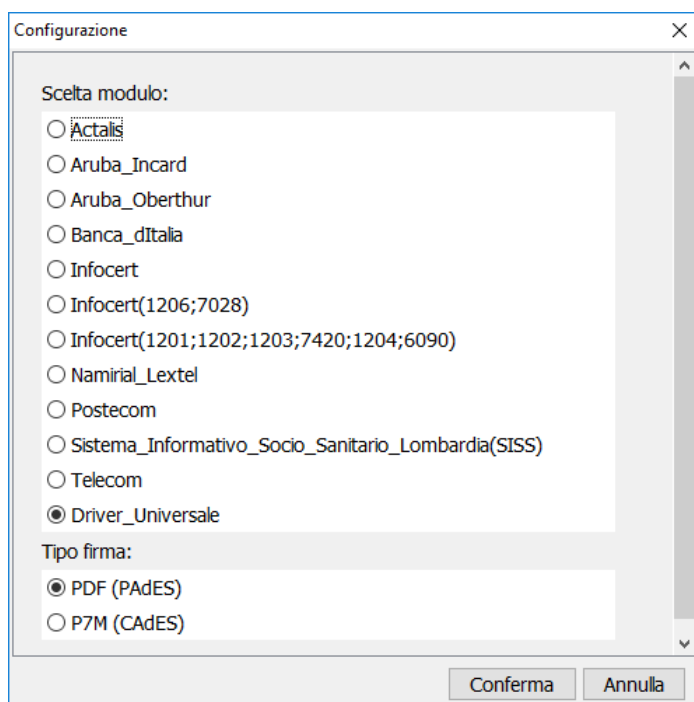 Configurazione
Scelta modulo:
Actalis
Aruba_Incard
Aruba_Oberthur
Banca_dItalia
Infocert
Infocert(1206;7028)
Infocert(1201;1202;1203;7420;1204;6090)
Namirial_Lextel
Postecom
Sistema_Informativo_Socio_Sanitario_Lombardia(SISS)
Telecom
Driver_Universale
Tipo firma:
PDF (PAdES)
P7M (CAdES)
Conferma Annulla